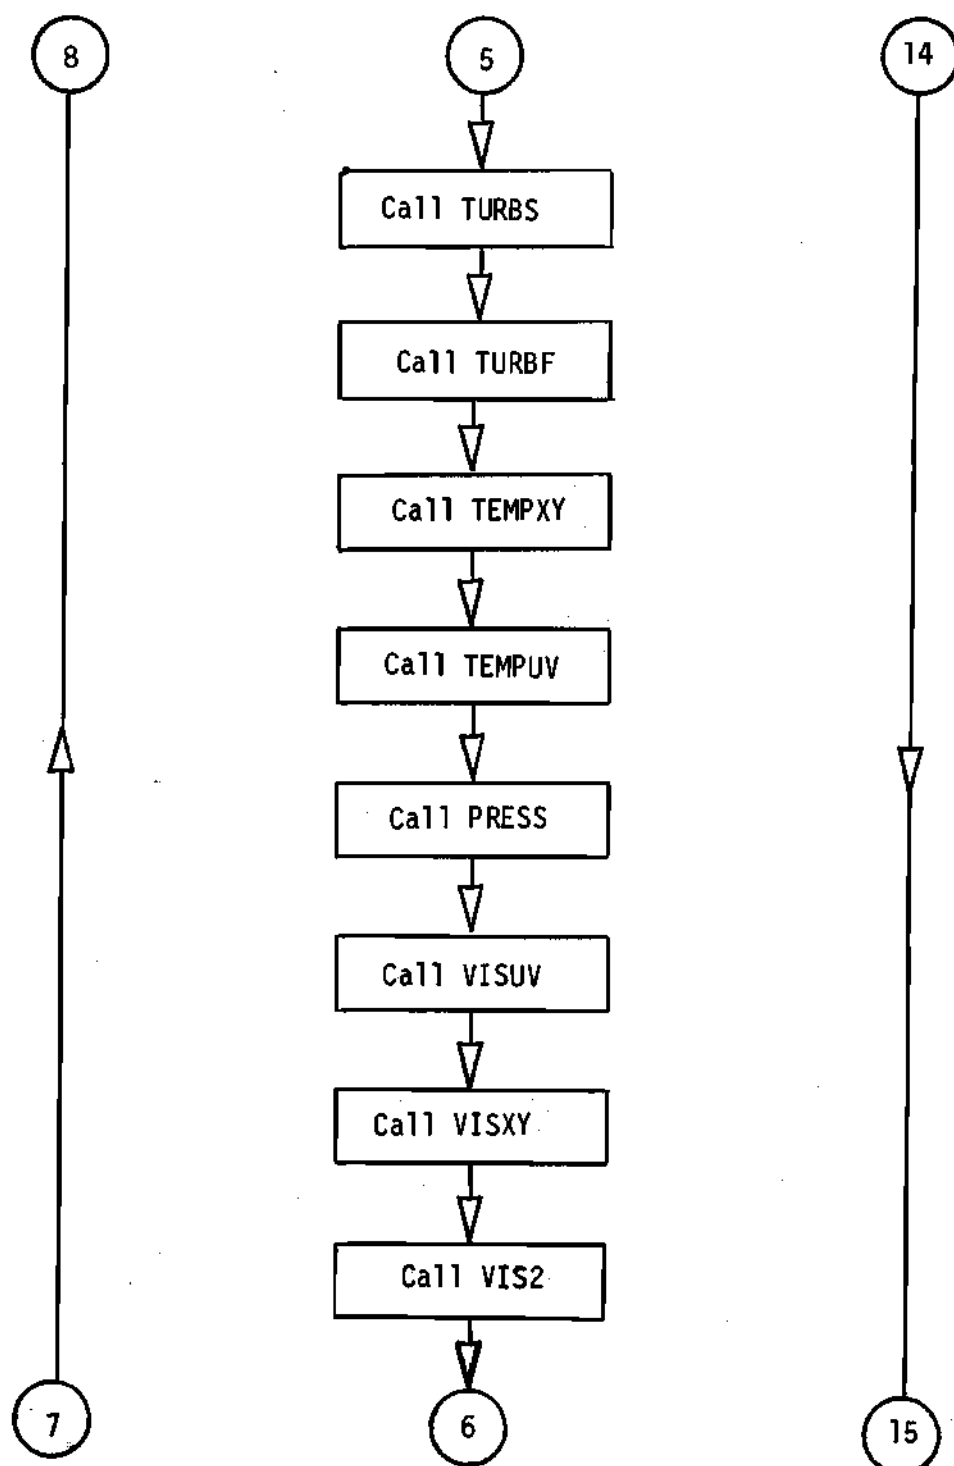 8
5
14
Call TURBS
Call TURBF
Call TEMPXY
Call TEMPUV
Call PRESS
Call VISUV
Call VISXY
Call VIS2
7
6
15